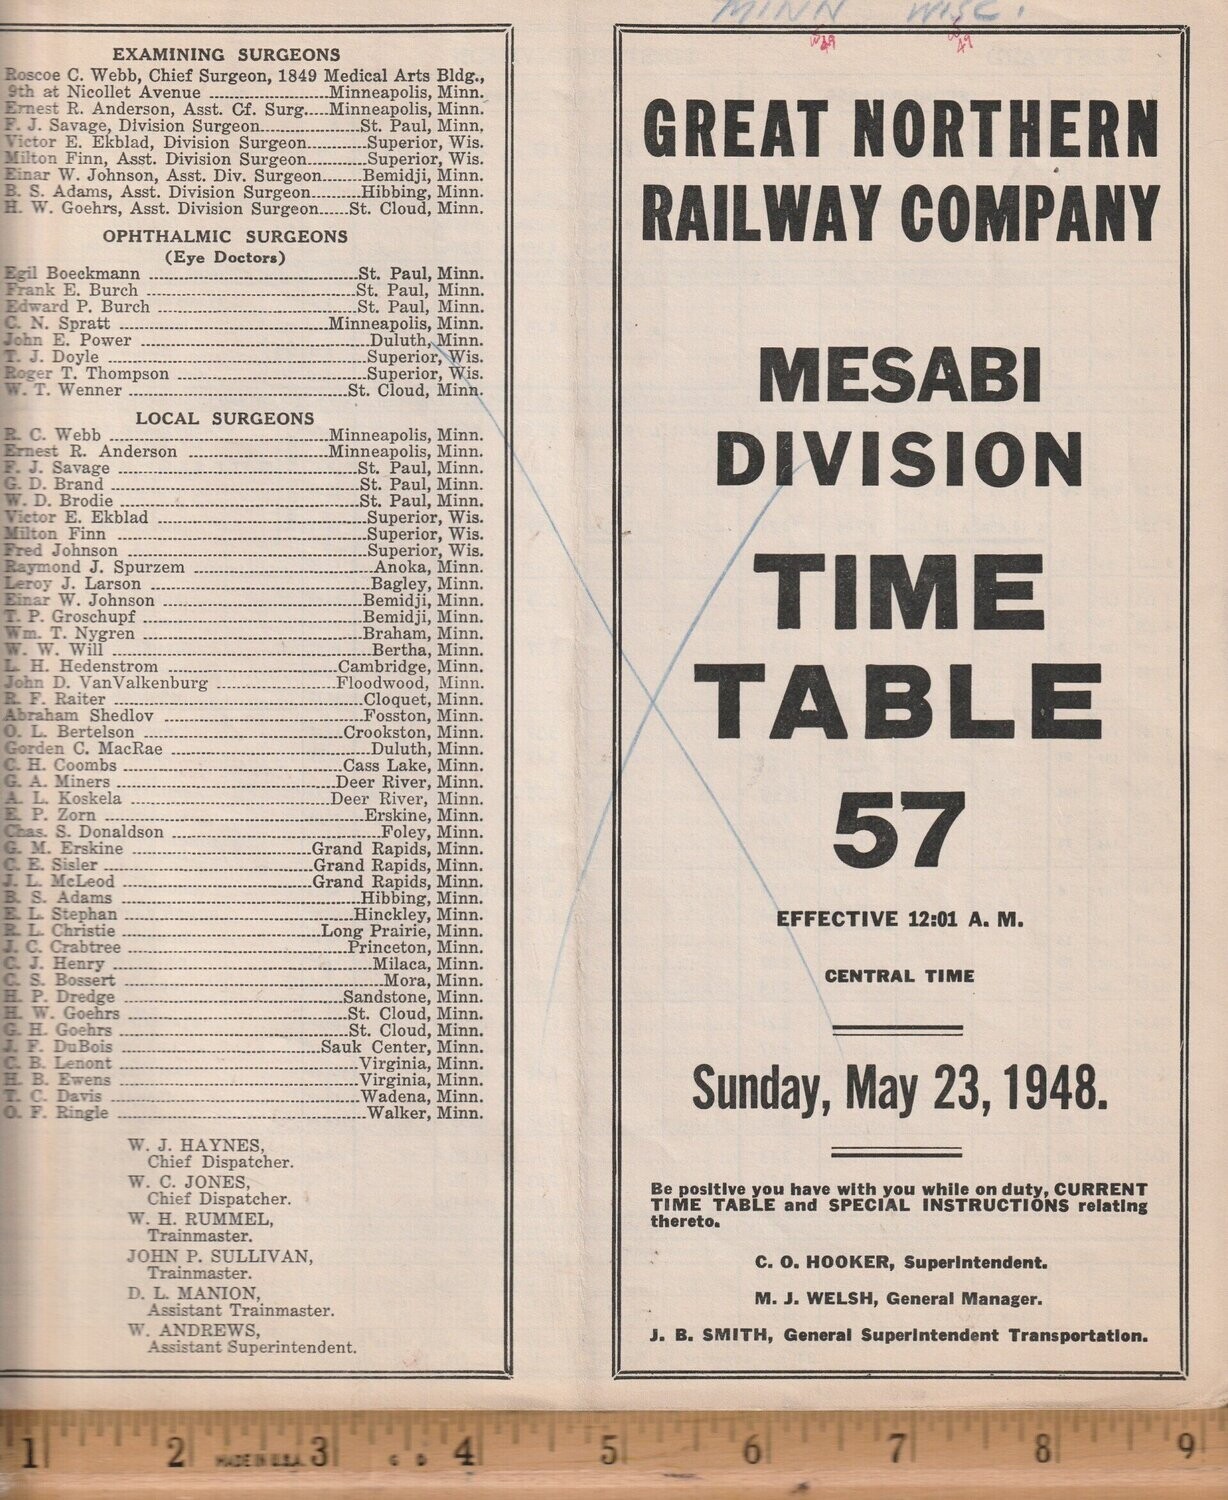 MINN WISC.
EXAMINING SURGEONS
Roscoe C. Webb, Chief Surgeon, 1849 Medical Arts Bldg.,
9th at Nicollet Avenue ........ Minneapolis, Minn.
Ernest R. Anderson, Asst. Cf. Surg.....Minneapolis, Minn.
F. J. Savage, Division Surgeon........ St. Paul, Minn.
Victor E. Ekblad, Division Surgeon........ Superior, Wis.
Milton Finn, Asst. Division Surgeon........ Superior, Wis.
Einar W. Johnson, Asst. Div. Surgeon........ Bemidji, Minn.
B. S. Adams, Asst. Division Surgeon........ Hibbing, Minn.
H. W. Goehrs, Asst. Division Surgeon...... St. Cloud, Minn.
OPHTHALMIC SURGEONS
(Eye Doctors)
Egil Boeckmann ........ St. Paul, Minn.
Frank E. Burch ........ St. Paul, Minn.
Edward P. Burch ........ St. Paul, Minn.
C. N. Spratt ........ Minneapolis, Minn.
John E. Power ........ Duluth, Minn.
T. J. Doyle ........ Superior, Wis.
Roger T. Thompson ........ Superior, Wis.
W. T. Wenner ........ St. Cloud, Minn.
LOCAL SURGEONS
R. C. Webb ........ Minneapolis, Minn.
Ernest R. Anderson ........ Minneapolis, Minn.
F. J. Savage ........ St. Paul, Minn.
G. D. Brand ........ St. Paul, Minn.
W. D. Brodie ........ St. Paul, Minn.
Victor E. Ekblad ........ Superior, Wis.
Milton Finn ........ Superior, Wis.
Fred Johnson ........ Superior, Wis.
Raymond J. Spurzem ........ Anoka, Minn.
Leroy J. Larson ........ Bagley, Minn.
Einar W. Johnson ........ Bemidji, Minn.
T. P. Groschupf ........ Bemidji, Minn.
Wm. T. Nygren ........ Braham, Minn.
W. W. Will ........ Bertha, Minn.
L. H. Hedenstrom ........ Cambridge, Minn.
John D. VanValkenburg ........ Floodwood, Minn.
R. F. Raiter ........ Cloquet, Minn.
Abraham Shedlov ........ Fosston, Minn.
O. L. Bertelson ........ Crookston, Minn.
Gorden C. MacRae ........ Duluth, Minn.
C. H. Coombs ........ Cass Lake, Minn.
G. A. Miners ........ Deer River, Minn.
A. L. Koskela ........ Deer River, Minn.
E. P. Zorn ........ Erskine, Minn.
Chas. S. Donaldson ........ Foley, Minn.
G. M. Erskine ........ Grand Rapids, Minn.
C. E. Sisler ........ Grand Rapids, Minn.
J. L. McLeod ........ Grand Rapids, Minn.
B. S. Adams ........ Hibbing, Minn.
E. L. Stephan ........ Hinckley, Minn.
R. L. Christie ........ Long Prairie, Minn.
J. C. Crabtree ........ Princeton, Minn.
C. J. Henry ........ Milaca, Minn.
C. S. Bossert ........ Mora, Minn.
H. P. Dredge ........ Sandstone, Minn.
H. W. Goehrs ........ St. Cloud, Minn.
G. H. Goehrs ........ St. Cloud, Minn.
J. F. DuBois ........ Sauk Center, Minn.
C. B. Lenont ........ Virginia, Minn.
H. B. Ewens ........ Virginia, Minn.
T. C. Davis ........ Wadena, Minn.
O. F. Ringle ........ Walker, Minn.
W. J. HAYNES,
Chief Dispatcher.
W. C. JONES,
Chief Dispatcher.
W. H. RUMMEL,
Trainmaster.
JOHN P. SULLIVAN,
Trainmaster.
D. L. MANION,
Assistant Trainmaster.
W. ANDREWS,
Assistant Superintendent.
GREAT NORTHERN
RAILWAY COMPANY
MESABI
DIVISION
TIME
TABLE
57
EFFECTIVE 12:01 A. M.
CENTRAL TIME
Sunday, May 23, 1948.
Be positive you have with you while on duty, CURRENT
TIME TABLE and SPECIAL INSTRUCTIONS relating
thereto.
C. O. HOOKER, Superintendent.
M. J. WELSH, General Manager.
J. B. SMITH, General Superintendent Transportation.
1 2 3 4 5 6 7 8 9
MADE IN U.S.A.